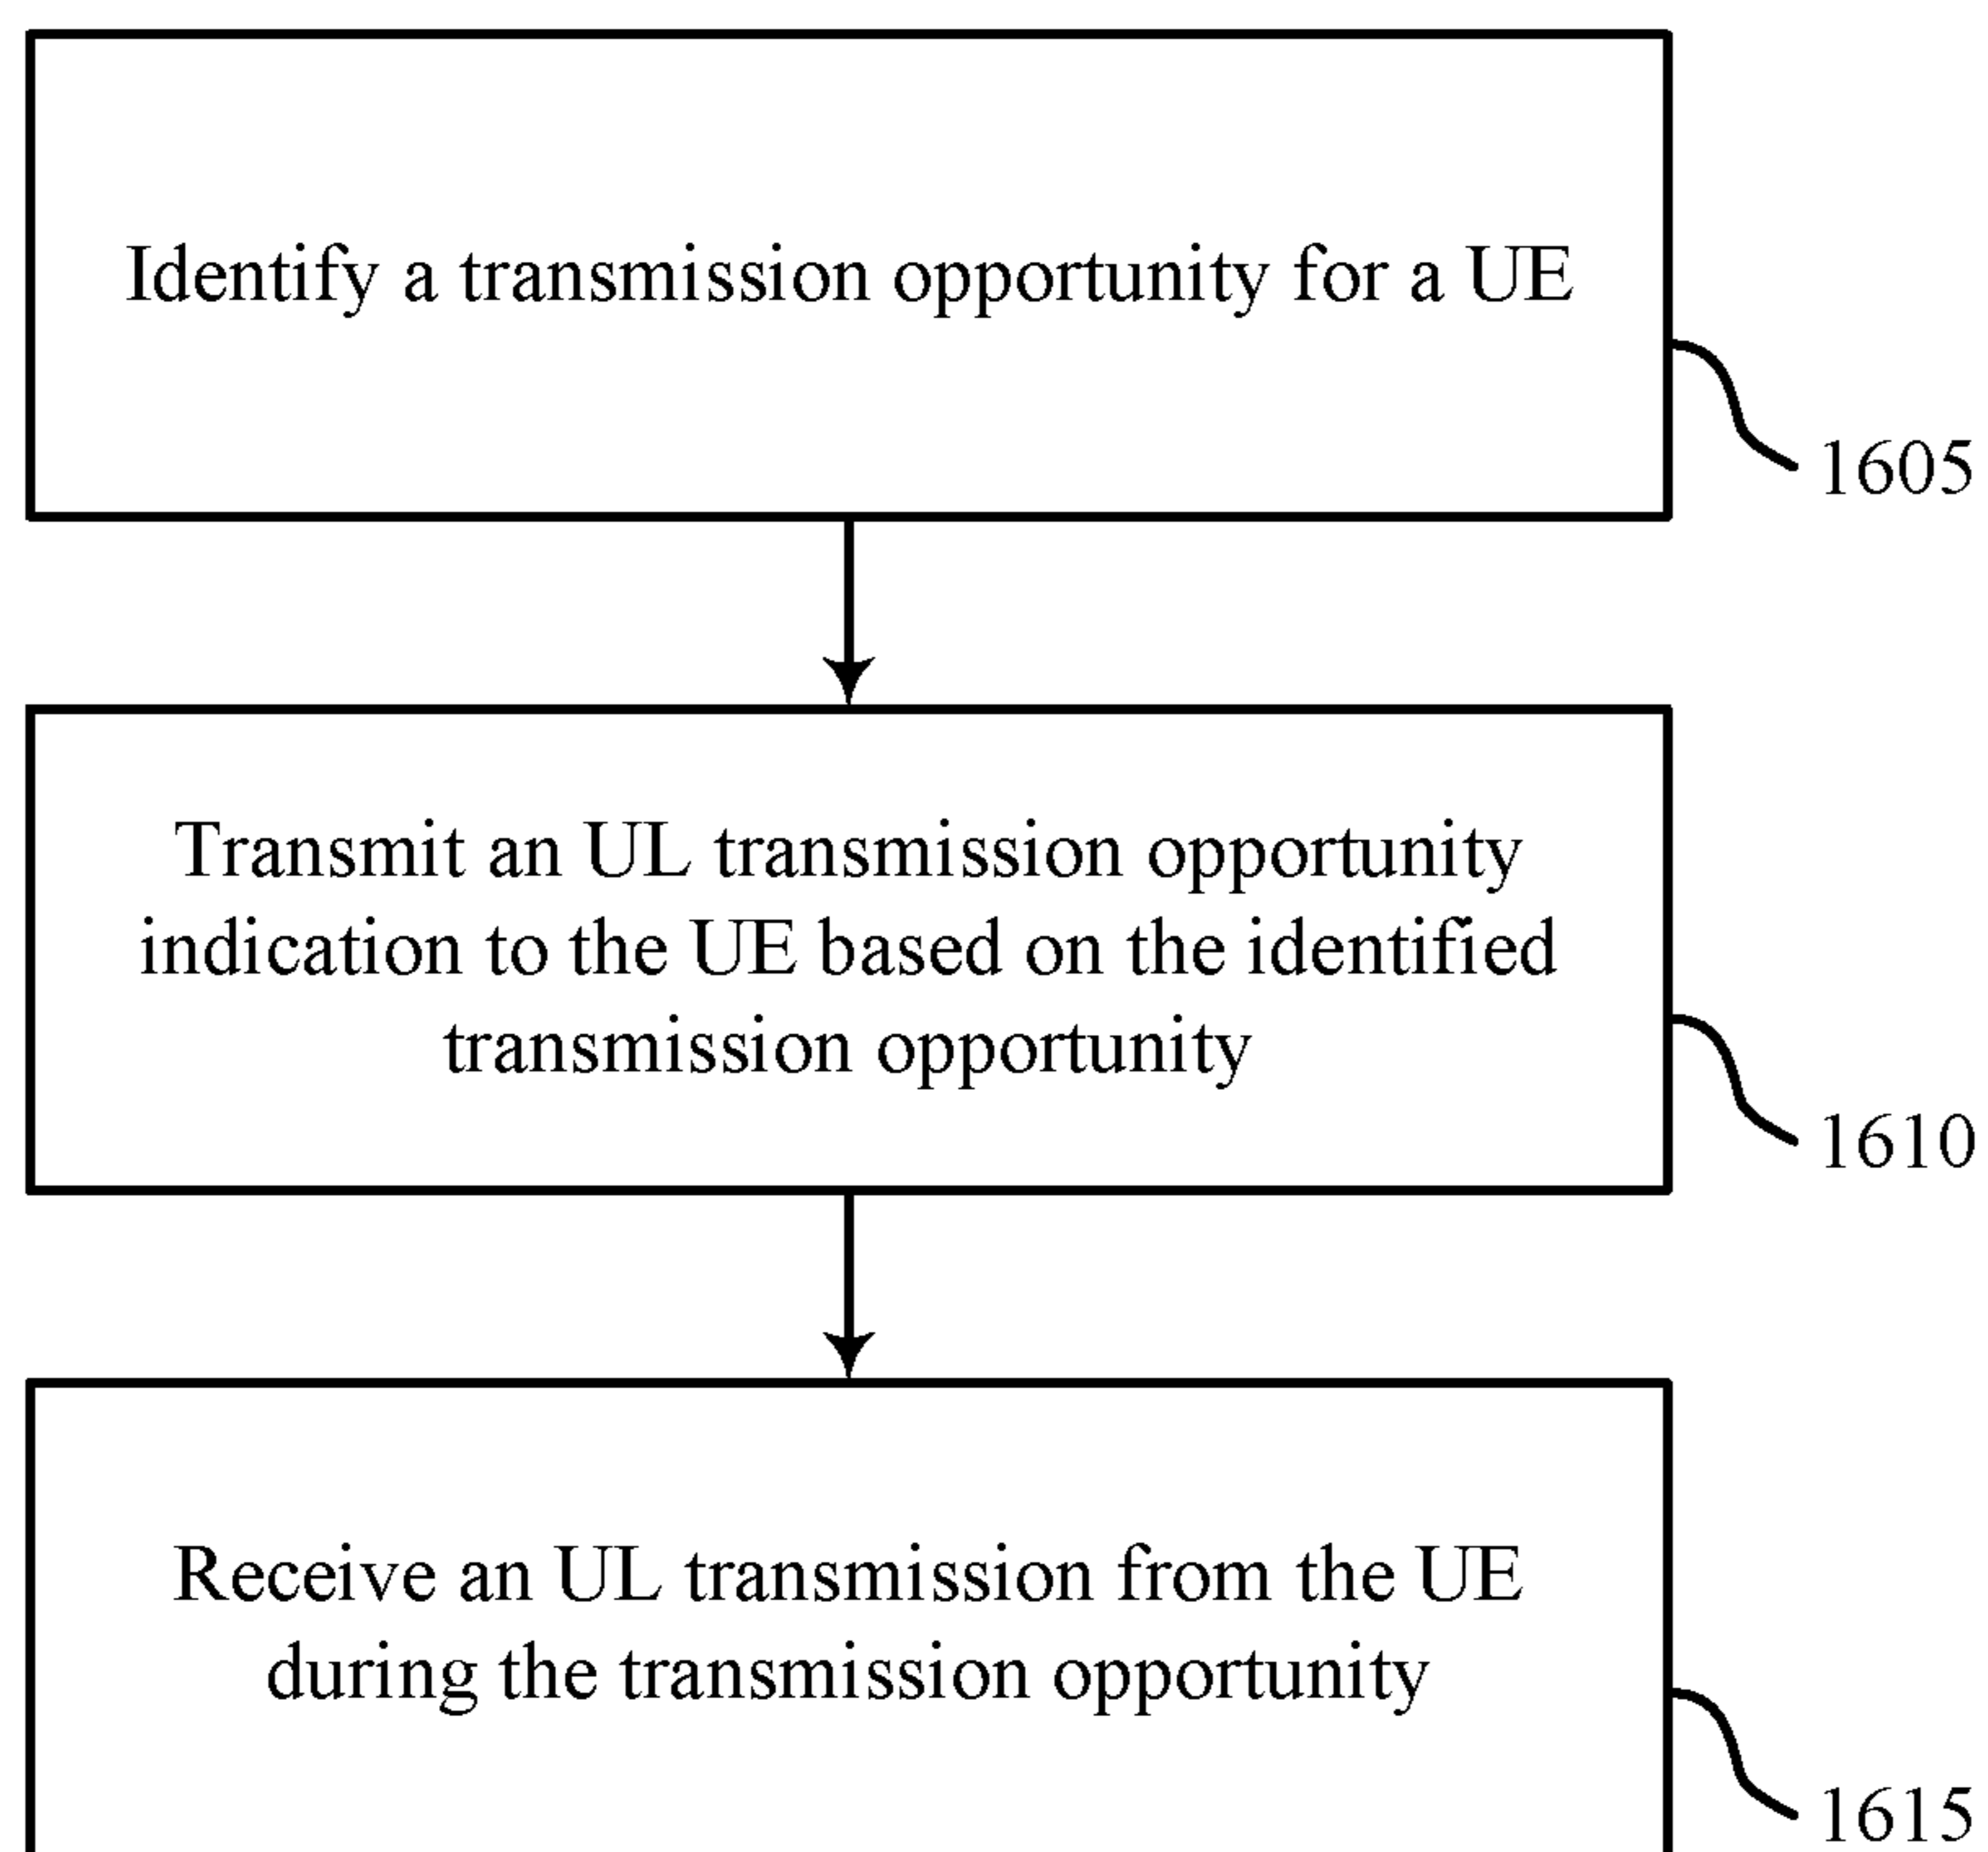 Identify a transmission opportunity for a UE
1605
Transmit an UL transmission opportunity
indication to the UE based on the identified
transmission opportunity
1610
Receive an UL transmission from the UE
during the transmission opportunity
1615